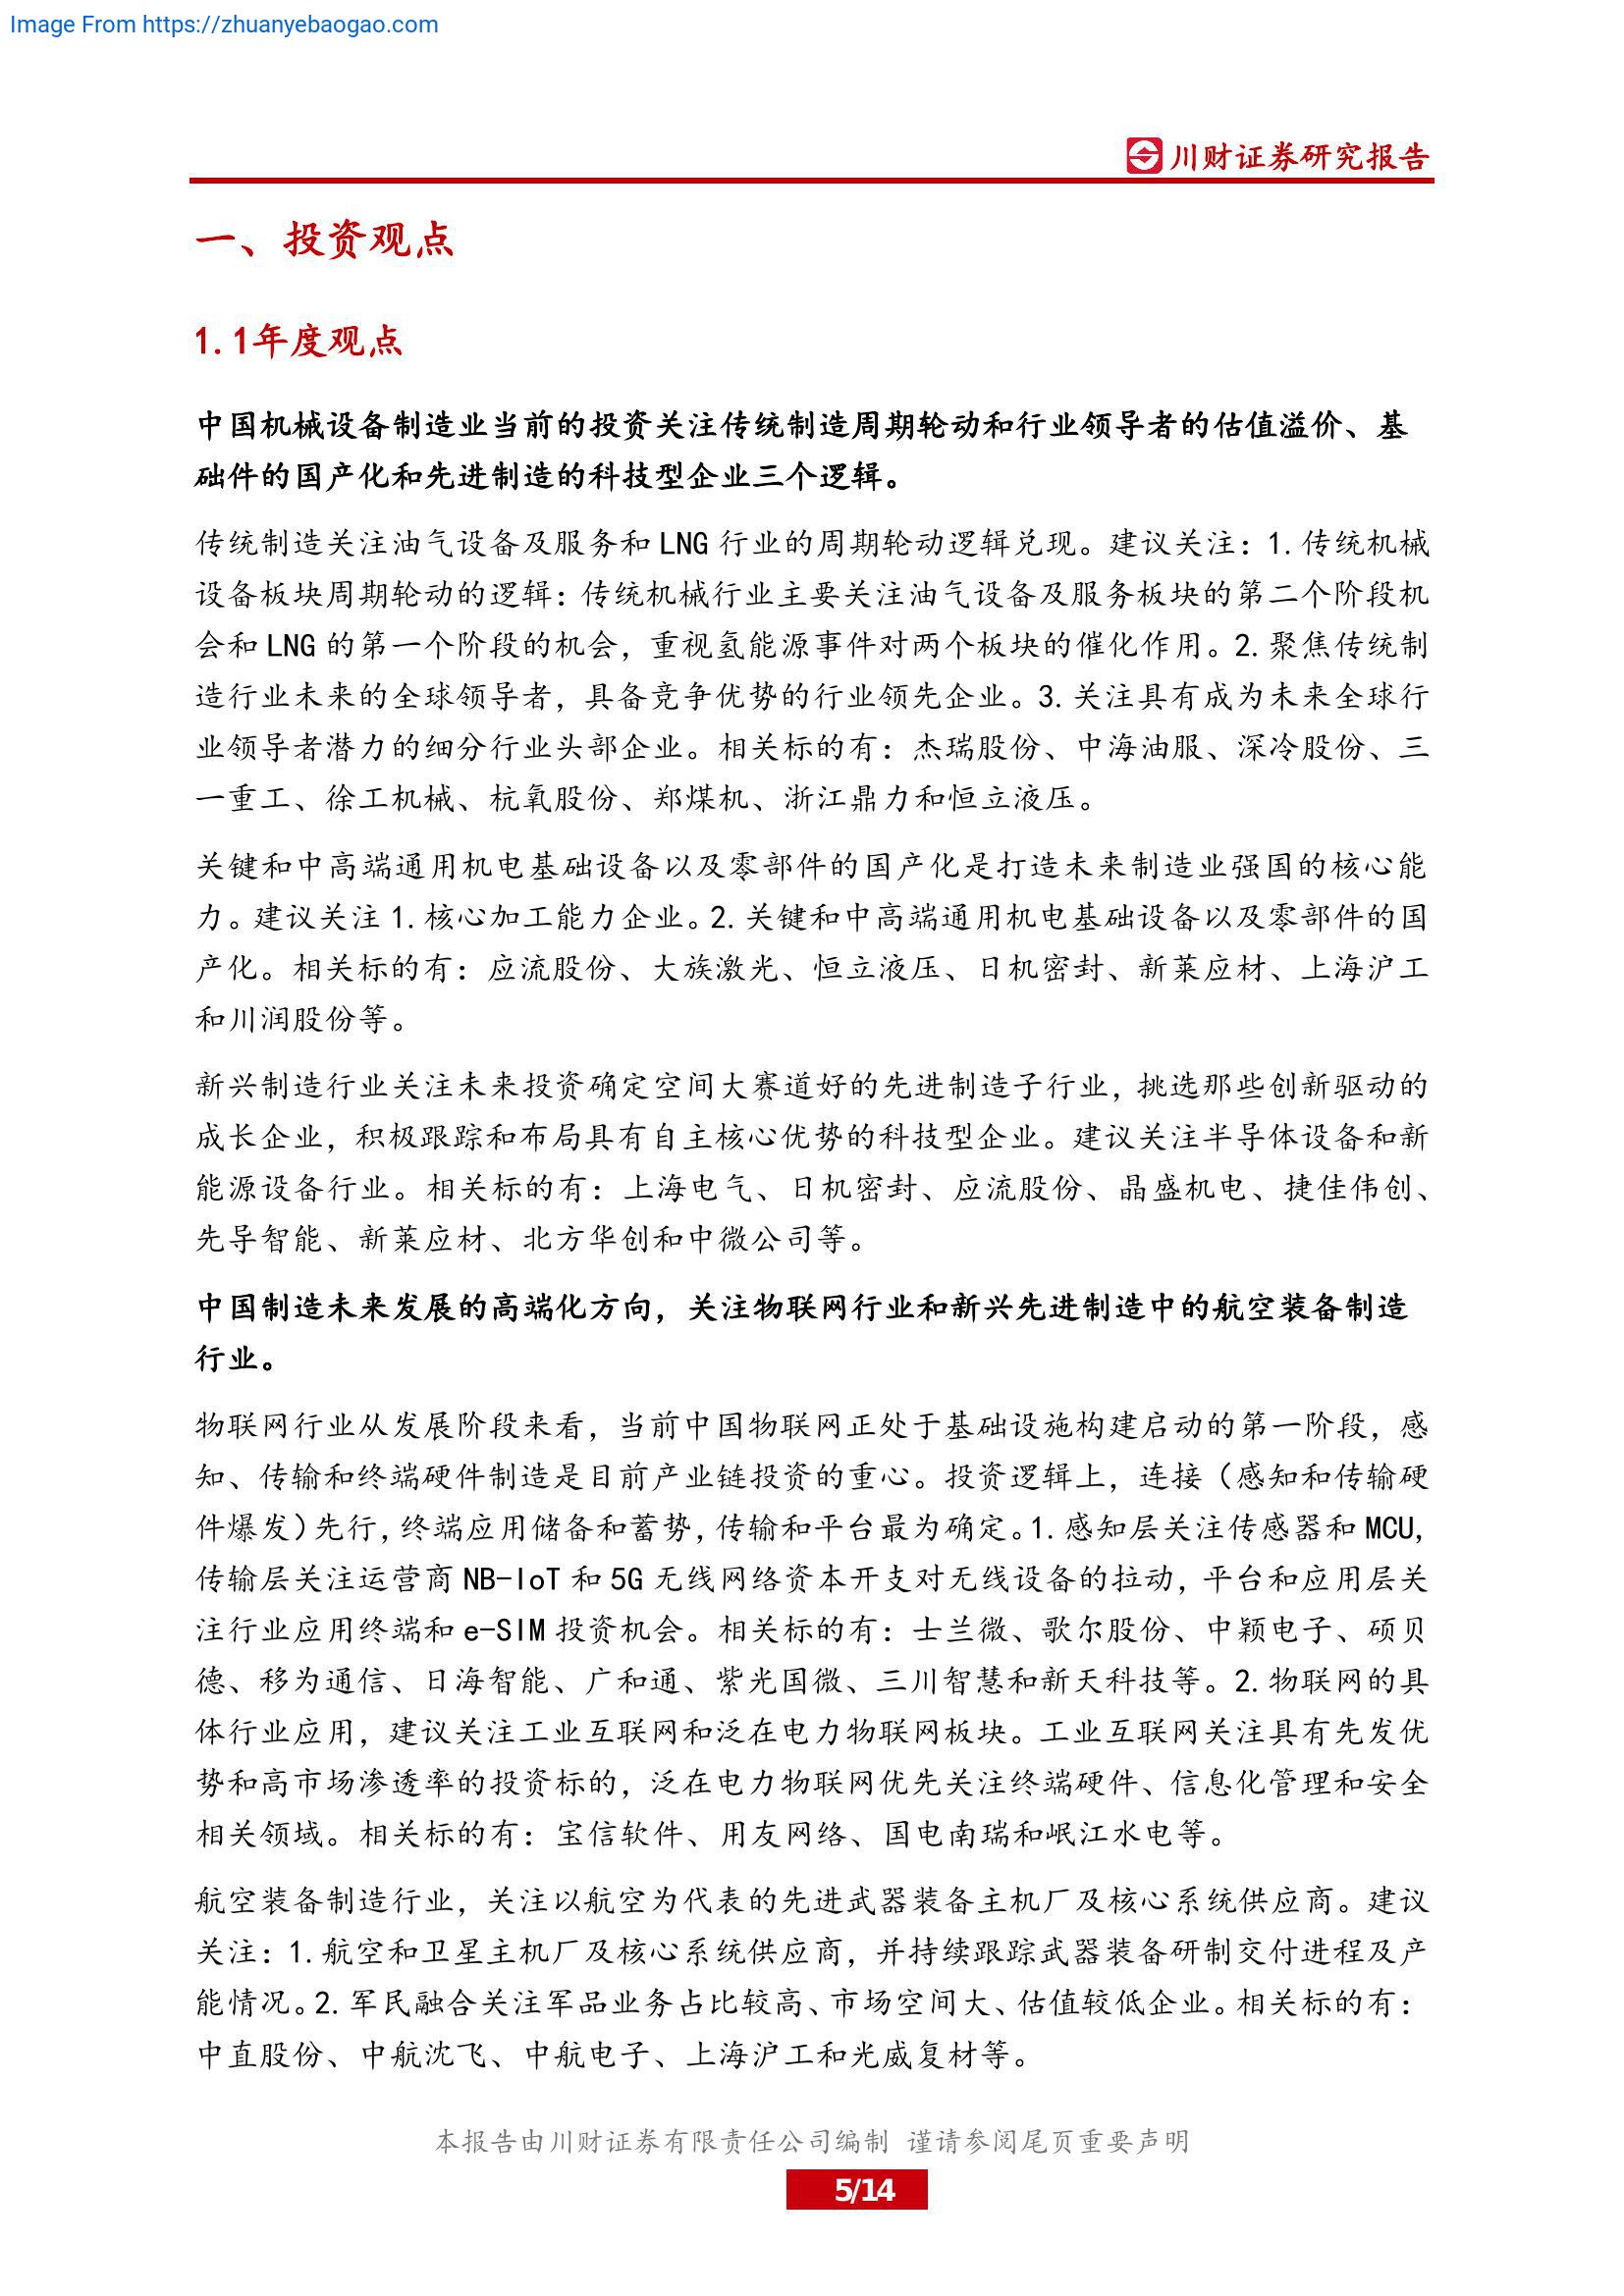 Image From https://zhuanyebaogao.com
川财证券研究报告
一、投资观点
1.1年度观点
中国机械设备制造业当前的投资关注传统制造周期轮动和行业领导者的估值溢价、基
础件的国产化和先进制造的科技型企业三个逻辑。
传统制造关注油气设备及服务和 LNG 行业的周期轮动逻辑兑现。建议关注：1.传统机械
设备板块周期轮动的逻辑：传统机械行业主要关注油气设备及服务板块的第二个阶段机
会和 LNG 的第一个阶段的机会，重视氢能源事件对两个板块的催化作用。2.聚焦传统制
造行业未来的全球领导者，具备竞争优势的行业领先企业。3.关注具有成为未来全球行
业领导者潜力的细分行业头部企业。相关标的有：杰瑞股份、中海油服、深冷股份、三
一重工、徐工机械、杭氧股份、郑煤机、浙江鼎力和恒立液压。
关键和中高端通用机电基础设备以及零部件的国产化是打造未来制造业强国的核心能
力。建议关注 1.核心加工能力企业。2.关键和中高端通用机电基础设备以及零部件的国
产化。相关标的有：应流股份、大族激光、恒立液压、日机密封、新莱应材、上海沪工
和川润股份等。
新兴制造行业关注未来投资确定空间大赛道好的先进制造子行业，挑选那些创新驱动的
成长企业，积极跟踪和布局具有自主核心优势的科技型企业。建议关注半导体设备和新
能源设备行业。相关标的有：上海电气、日机密封、应流股份、晶盛机电、捷佳伟创、
先导智能、新莱应材、北方华创和中微公司等。
中国制造未来发展的高端化方向，关注物联网行业和新兴先进制造中的航空装备制造
行业。
物联网行业从发展阶段来看，当前中国物联网正处于基础设施构建启动的第一阶段，感
知、传输和终端硬件制造是目前产业链投资的重心。投资逻辑上，连接（感知和传输硬
件爆发）先行，终端应用储备和蓄势，传输和平台最为确定。1.感知层关注传感器和 MCU，
传输层关注运营商 NB-IoT 和 5G 无线网络资本开支对无线设备的拉动，平台和应用层关
注行业应用终端和 e-SIM 投资机会。相关标的有：士兰微、歌尔股份、中颖电子、硕贝
德、移为通信、日海智能、广和通、紫光国微、三川智慧和新天科技等。2.物联网的具
体行业应用，建议关注工业互联网和泛在电力物联网板块。工业互联网关注具有先发优
势和高市场渗透率的投资标的，泛在电力物联网优先关注终端硬件、信息化管理和安全
相关领域。相关标的有：宝信软件、用友网络、国电南瑞和岷江水电等。
航空装备制造行业，关注以航空为代表的先进武器装备主机厂及核心系统供应商。建议
关注：1.航空和卫星主机厂及核心系统供应商，并持续跟踪武器装备研制交付进程及产
能情况。2.军民融合关注军品业务占比较高、市场空间大、估值较低企业。相关标的有：
中直股份、中航沈飞、中航电子、上海沪工和光威复材等。
本报告由川财证券有限责任公司编制 谨请参阅尾页重要声明
5/14